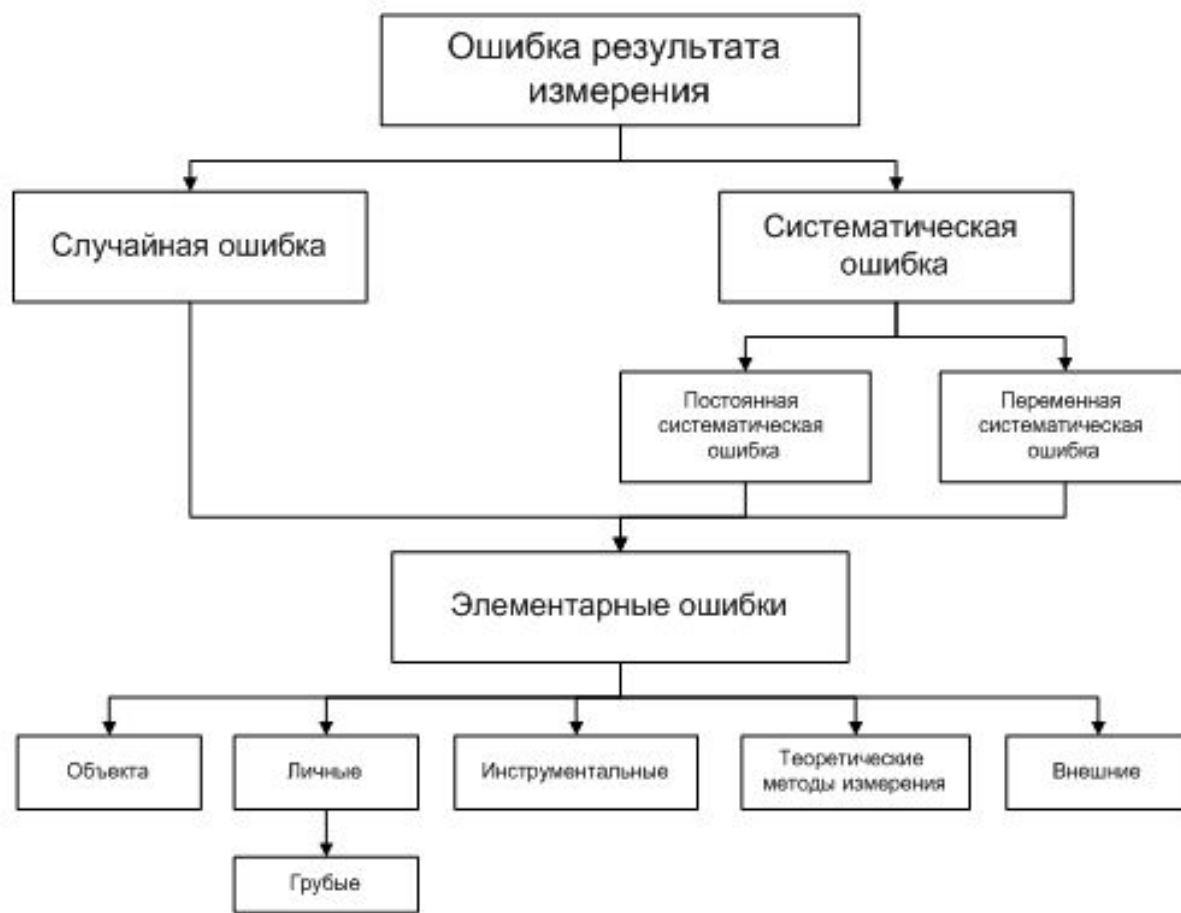 Ошибка результата
измерения
Случайная ошибка
Систематическая
ошибка
Постоянная
систематическая
ошибка
Переменная
систематическая
ошибка
Элементарные ошибки
Объекта
Личные
Инструментальные
Теоретические
методы измерения
Внешние
Грубые